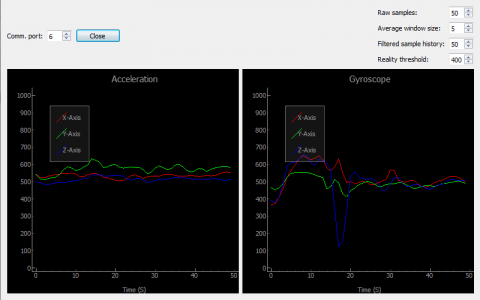 Raw samples: 50
Average window size: 5
Comm. port: 6 Close
Filtered sample history: 50
Reality threshold: 400
Acceleration
Gyroscope
1000
900
800
700
600
500
400
300
200
100
0
X-Axis
Y-Axis
Z-Axis
0 10 20 30 40 50
Time (S)
1000
900
800
700
600
500
400
300
200
100
0
X-Axis
Y-Axis
Z-Axis
0 10 20 30 40 50
Time (S)